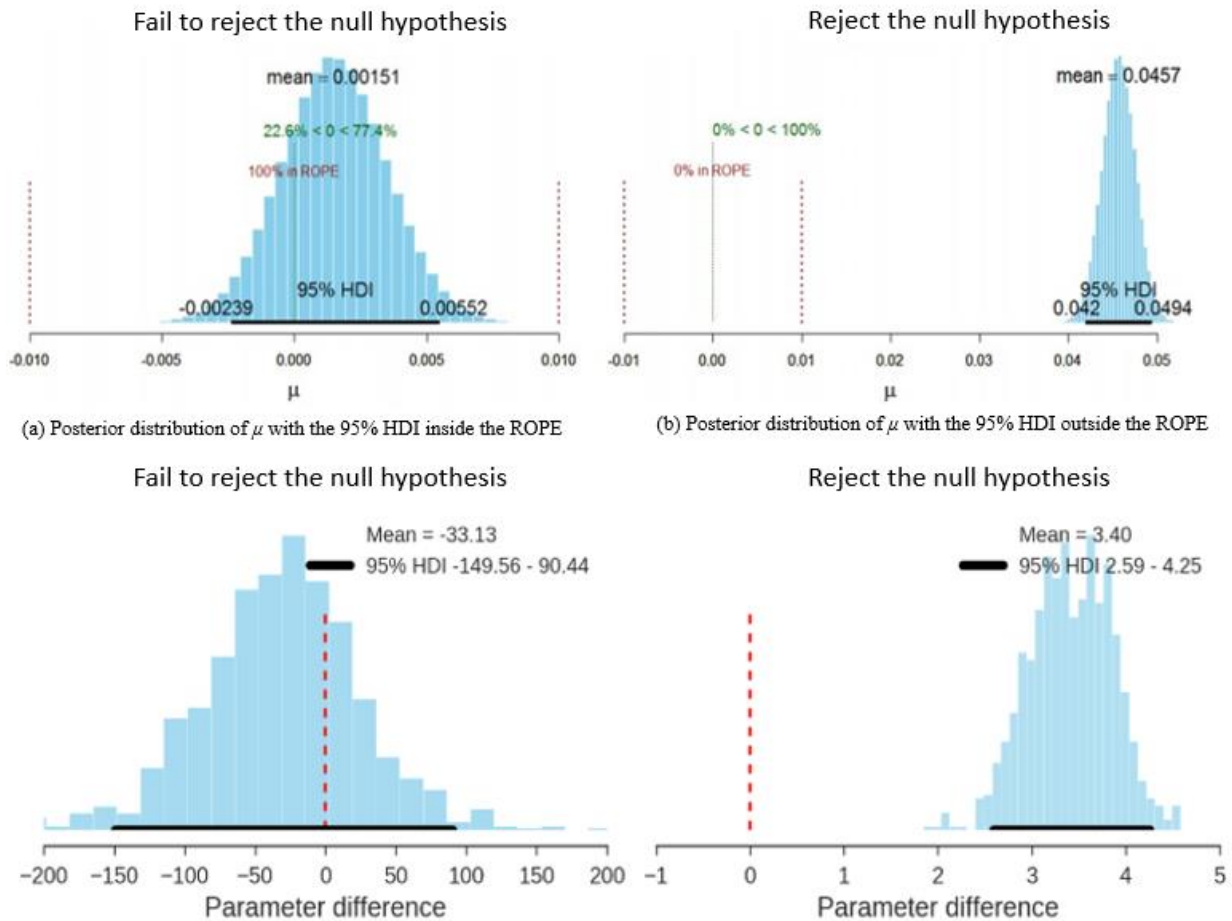 Fail to reject the null hypothesis
mean = 0.00151
22.6% < 0 < 77.4%
100% in ROPE
95% HDI
-0.00239 0.00552
-0.010 -0.005 0.000 0.005 0.010
μ
(a) Posterior distribution of μ with the 95% HDI inside the ROPE
Reject the null hypothesis
mean = 0.0457
0% < 0 < 100%
0% in ROPE
95% HDI
0.042 0.0494
-0.01 0.00 0.01 0.02 0.03 0.04 0.05
μ
(b) Posterior distribution of μ with the 95% HDI outside the ROPE
Fail to reject the null hypothesis
Mean = -33.13
95% HDI -149.56 - 90.44
−200 −150 −100 −50 0 50 100 150 200
Parameter difference
Reject the null hypothesis
Mean = 3.40
95% HDI 2.59 - 4.25
−1 0 1 2 3 4 5
Parameter difference